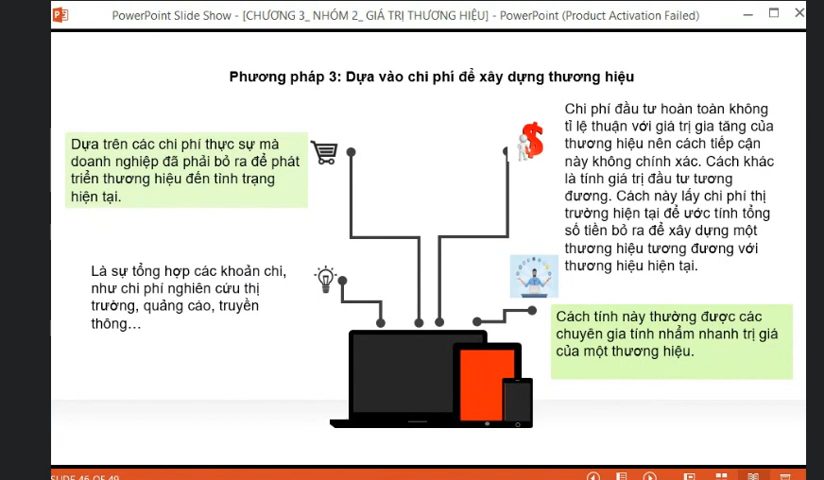 PowerPoint Slide Show - [CHƯƠNG 3_ NHÓM 2_ GIÁ TRỊ THƯƠNG HIỆU] - PowerPoint (Product Activation Failed)
Phương pháp 3: Dựa vào chi phí để xây dựng thương hiệu
Dựa trên các chi phí thực sự mà
doanh nghiệp đã phải bỏ ra để phát
triển thương hiệu đến tình trạng
hiện tại.
Chi phí đầu tư hoàn toàn không
tỉ lệ thuận với giá trị gia tăng của
thương hiệu nên cách tiếp cận
này không chính xác. Cách khác
là tính giá trị đầu tư tương
đương. Cách này lấy chi phí thị
trường hiện tại để ước tính tổng
số tiền bỏ ra để xây dựng một
thương hiệu tương đương với
thương hiệu hiện tại.
Là sự tổng hợp các khoản chi,
như chi phí nghiên cứu thị
trường, quảng cáo, truyền
thông…
Cách tính này thường được các
chuyên gia tính nhẩm nhanh trị giá
của một thương hiệu.
SLIDE 46 OF 49